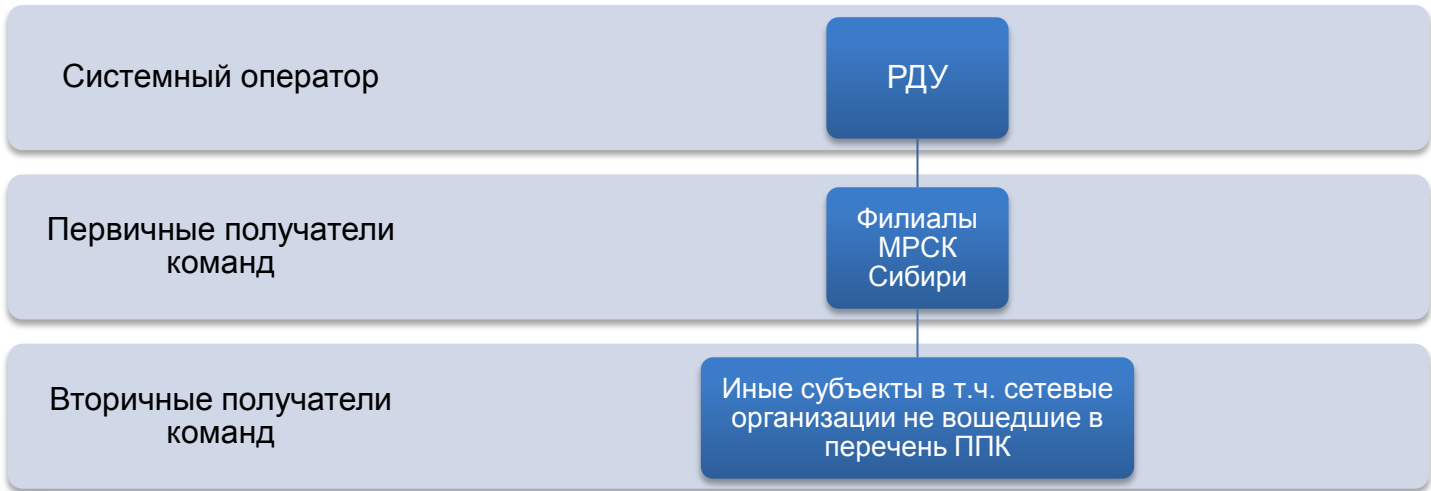 Системный оператор
РДУ
Первичные получатели
команд
Филиалы
МРСК
Сибири
Вторичные получатели
команд
Иные субъекты в т.ч. сетевые
организации не вошедшие в
перечень ППК